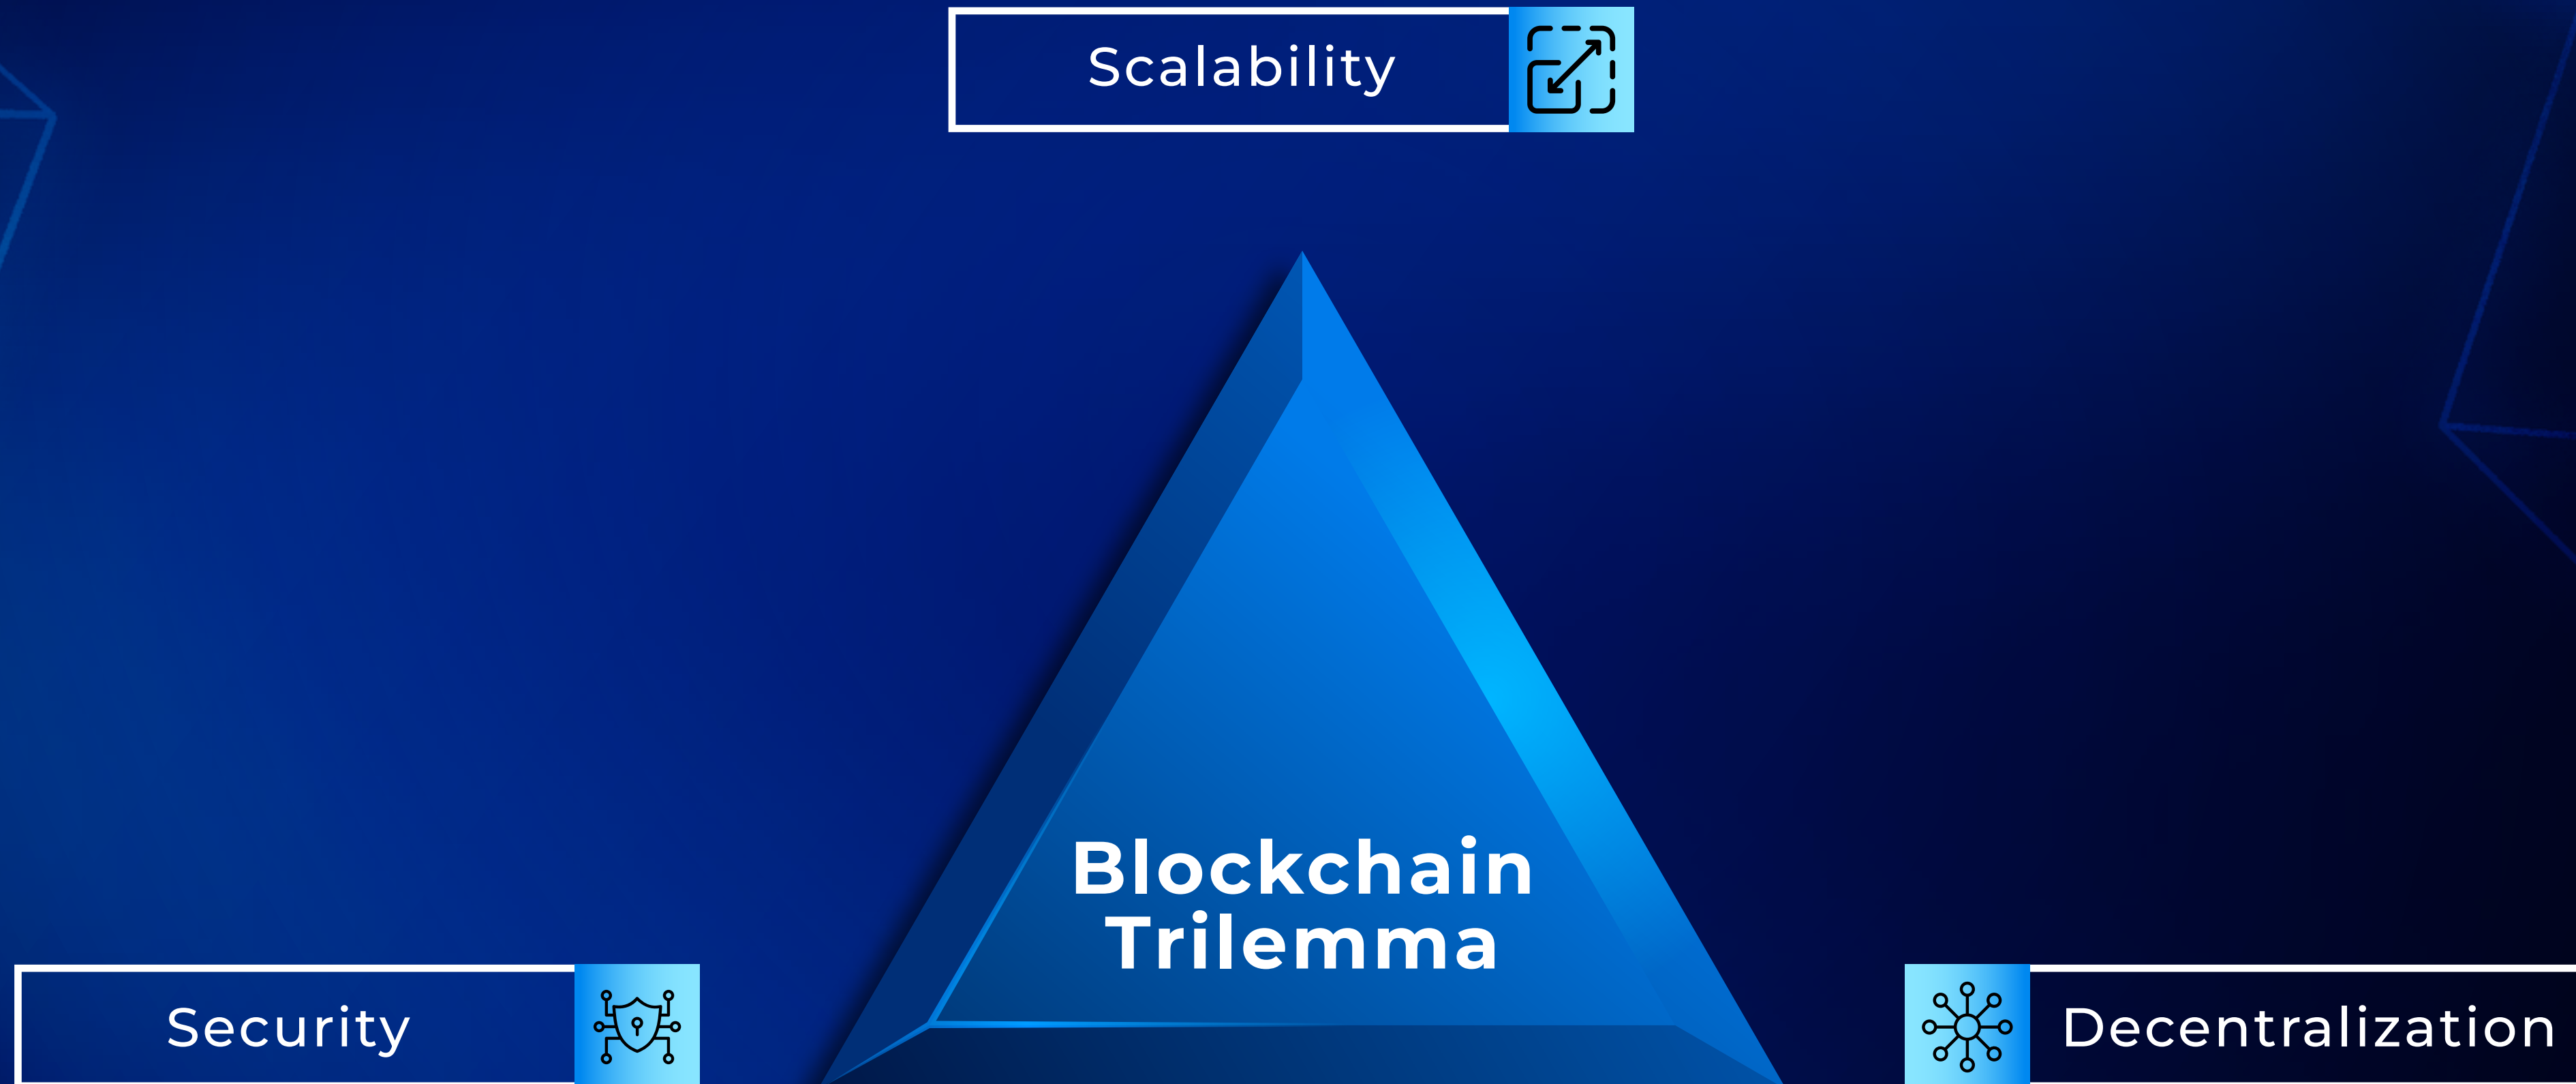 Scalability
Blockchain
Trilemma
Security
Decentralization